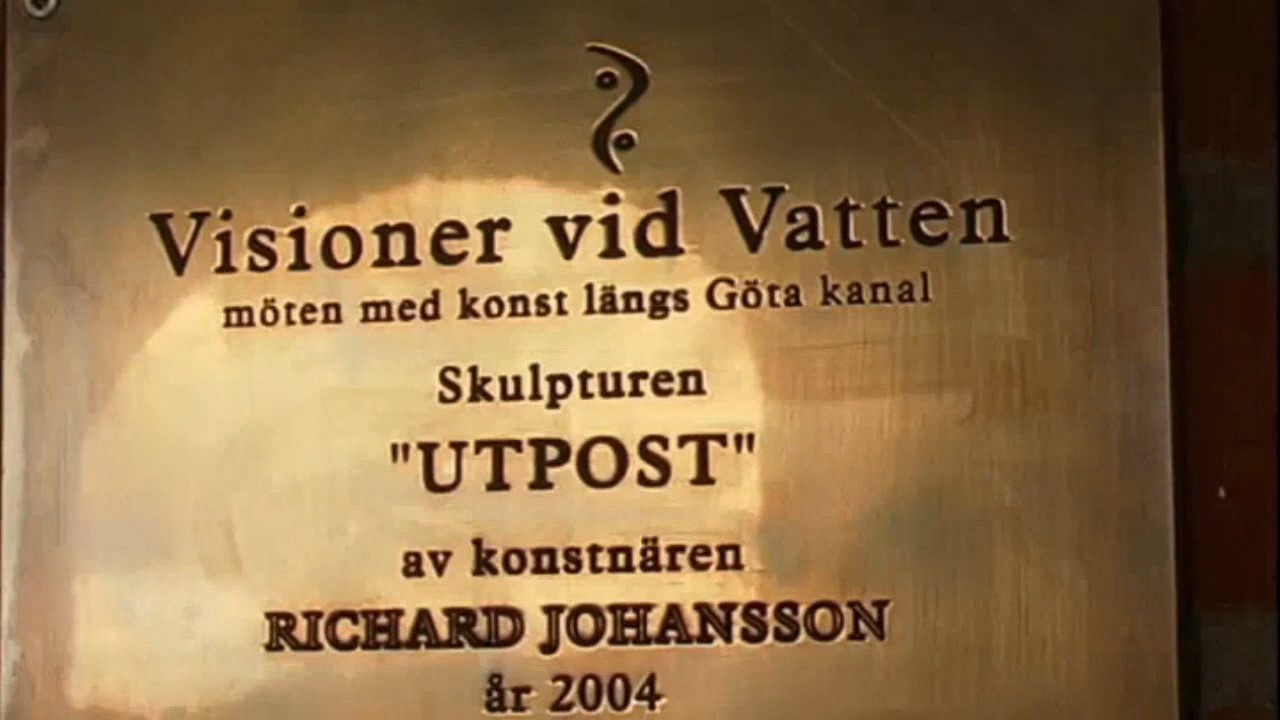 Visioner vid Vatten
möten med konst längs Göta kanal
Skulpturen
"UTPOST"
av konstnären
RICHARD JOHANSSON
år 2004